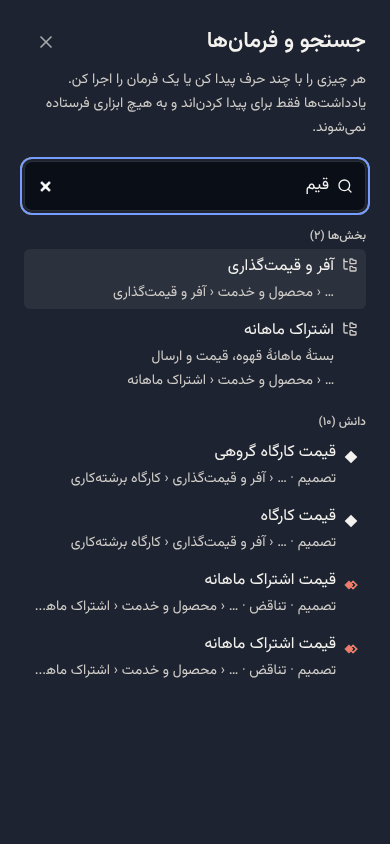 جستجو و فرمان‌ها
هر چیزی را با چند حرف پیدا کن یا یک فرمان را اجرا کن.
یادداشت‌ها فقط برای پیدا کردن‌اند و به هیچ ابزاری فرستاده
نمی‌شوند.
قیم
بخش‌ها (۲)
آفر و قیمت‌گذاری
... › محصول و خدمت › آفر و قیمت‌گذاری
اشتراک ماهانه
بستهٔ ماهانهٔ قهوه، قیمت و ارسال
... › محصول و خدمت › اشتراک ماهانه
دانش (۱۰)
قیمت کارگاه گروهی
تصمیم · ... › آفر و قیمت‌گذاری › کارگاه برشته‌کاری
قیمت کارگاه
تصمیم · ... › آفر و قیمت‌گذاری › کارگاه برشته‌کاری
قیمت اشتراک ماهانه
تصمیم · تناقض · ... › محصول و خدمت › اشتراک ماهـ...
قیمت اشتراک ماهانه
تصمیم · تناقض · ... › محصول و خدمت › اشتراک ماهـ...